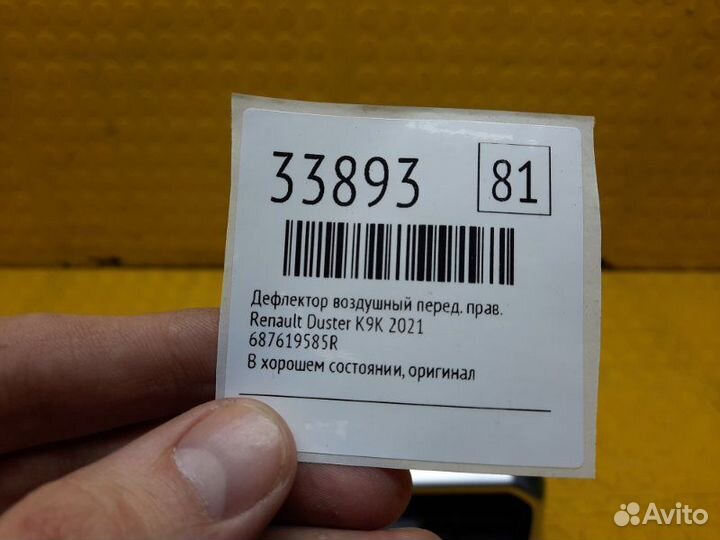 33893
81
Дефлектор воздушный перед. прав.
Renault Duster K9K 2021
687619585R
В хорошем состоянии, оригинал
Avito